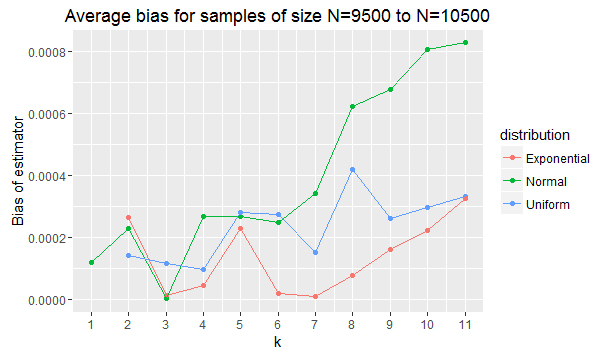 Average bias for samples of size N=9500 to N=10500
Bias of estimator
0.0008
0.0006
0.0004
0.0002
0.0000
1 2 3 4 5 6 7 8 9 10 11
k
distribution
Exponential
Normal
Uniform